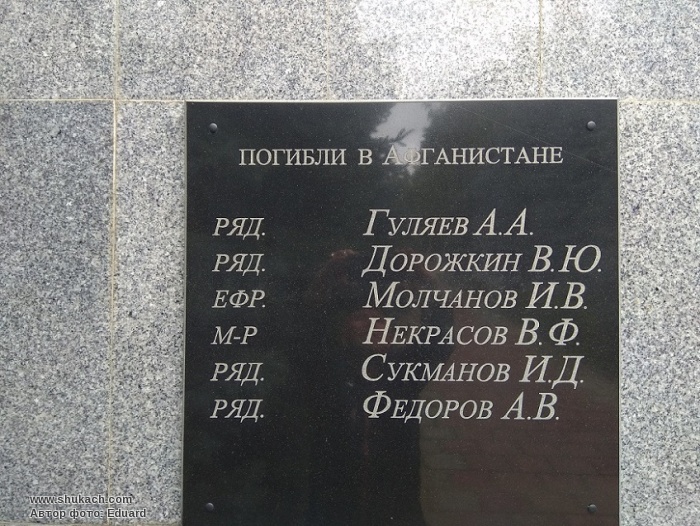 ПОГИБЛИ В АФГАНИСТАНЕ
РЯД. ГУЛЯЕВ А.А.
РЯД. ДОРОЖКИН В.Ю.
ЕФР. МОЛЧАНОВ И.В.
М-Р НЕКРАСОВ В.Ф.
РЯД. СУКМАНОВ И.Д.
РЯД. ФЕДОРОВ А.В.
www.shukach.com
Автор фото: Eduard